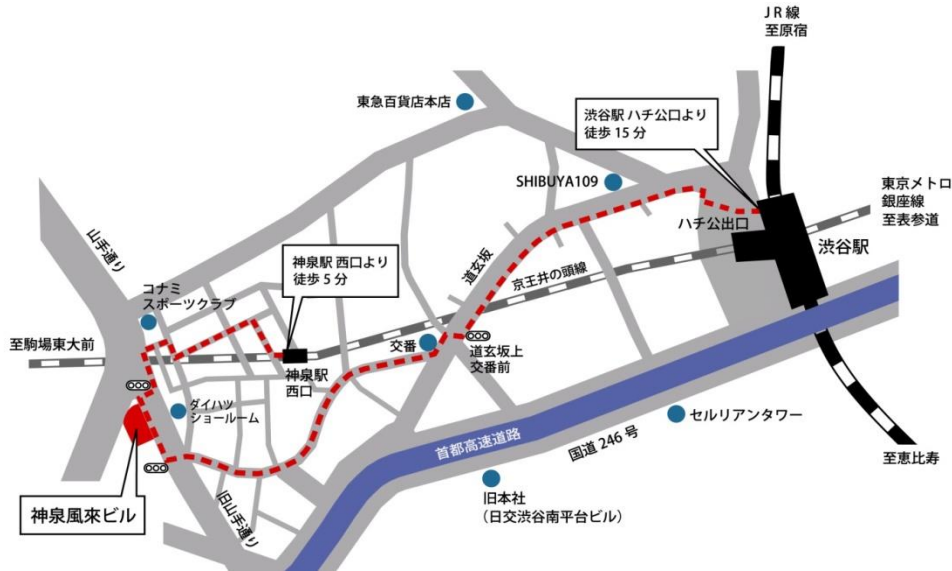 JR線
至原宿
東急百貨店本店
渋谷駅 ハチ公口より
徒歩 15 分
SHIBUYA109
東京メトロ
銀座線
至表参道
ハチ公出口
渋谷駅
山手通り
神泉駅 西口より
徒歩 5 分
道玄坂
京王井の頭線
コナミ
スポーツクラブ
至駒場東大前
交番
道玄坂上
交番前
神泉駅
西口
ダイハツ
ショールーム
セルリアンタワー
首都高速道路
国道 246 号
至恵比寿
旧本社
(日交渋谷南平台ビル)
神泉風來ビル
旧山手通り